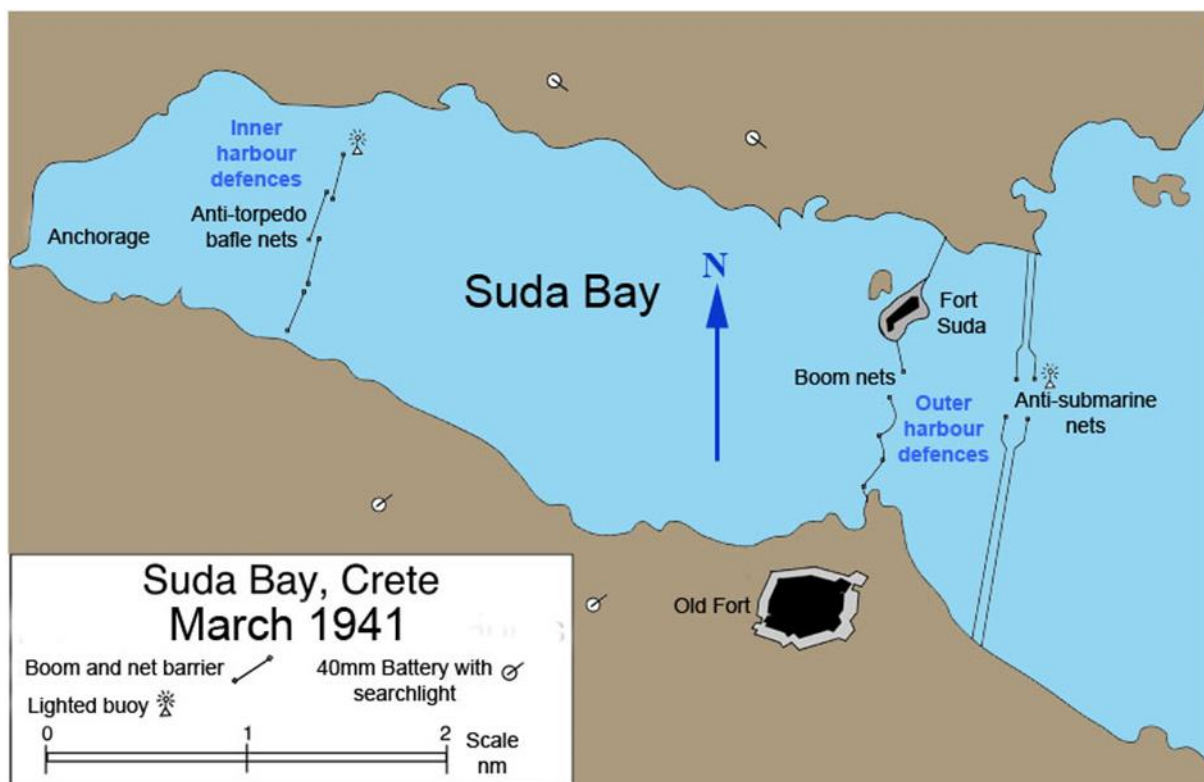 Inner
harbour
defences
Anti-torpedo
bafle nets
Anchorage
Suda Bay
N
Fort
Suda
Boom nets
Outer
harbour
defences
Anti-submarine
nets
Old Fort
Suda Bay, Crete
March 1941
Boom and net barrier
40mm Battery with
searchlight
Lighted buoy
0 1 2
Scale
nm